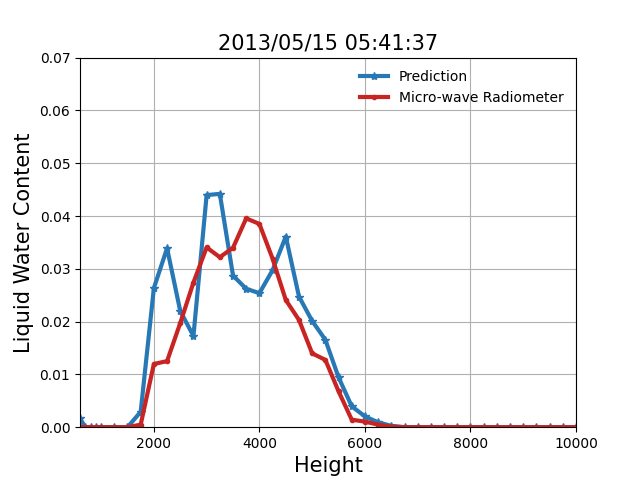 2013/05/15 05:41:37
0.07
0.06
0.05
0.04
0.03
0.02
0.01
0.00
Liquid Water Content
Prediction
Micro-wave Radiometer
2000 4000 6000 8000 10000
Height